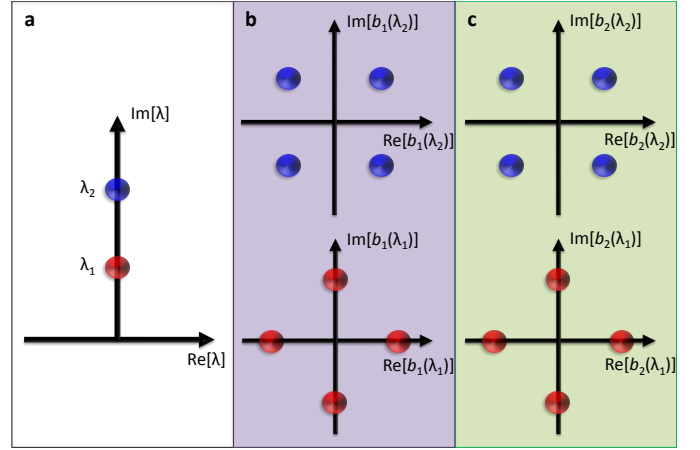 a
Im[λ]
λ2
λ1
Re[λ]
b
Im[b1(λ2)]
Re[b1(λ2)]
Im[b1(λ1)]
Re[b1(λ1)]
c
Im[b2(λ2)]
Re[b2(λ2)]
Im[b2(λ1)]
Re[b2(λ1)]